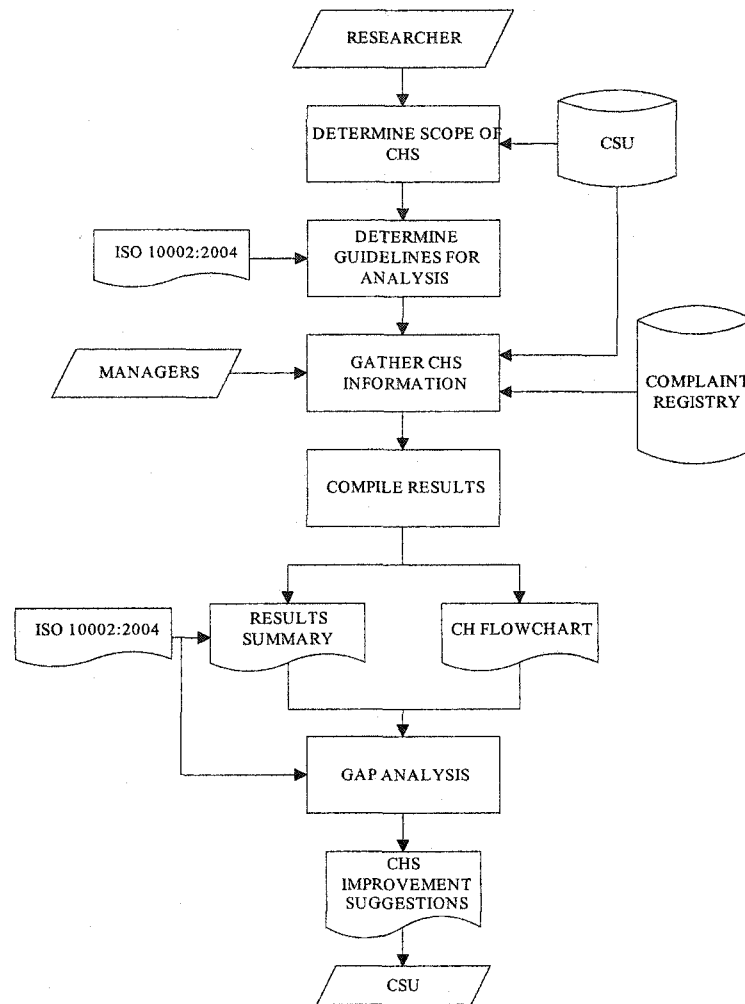 RESEARCHER
DETERMINE SCOPE OF
CHS
CSU
ISO 10002:2004
DETERMINE
GUIDELINES FOR
ANALYSIS
MANAGERS
GATHER CHS
INFORMATION
COMPLAINT
REGISTRY
COMPILE RESULTS
ISO 10002:2004
RESULTS
SUMMARY
CH FLOWCHART
GAP ANALYSIS
CHS
IMPROVEMENT
SUGGESTIONS
CSU